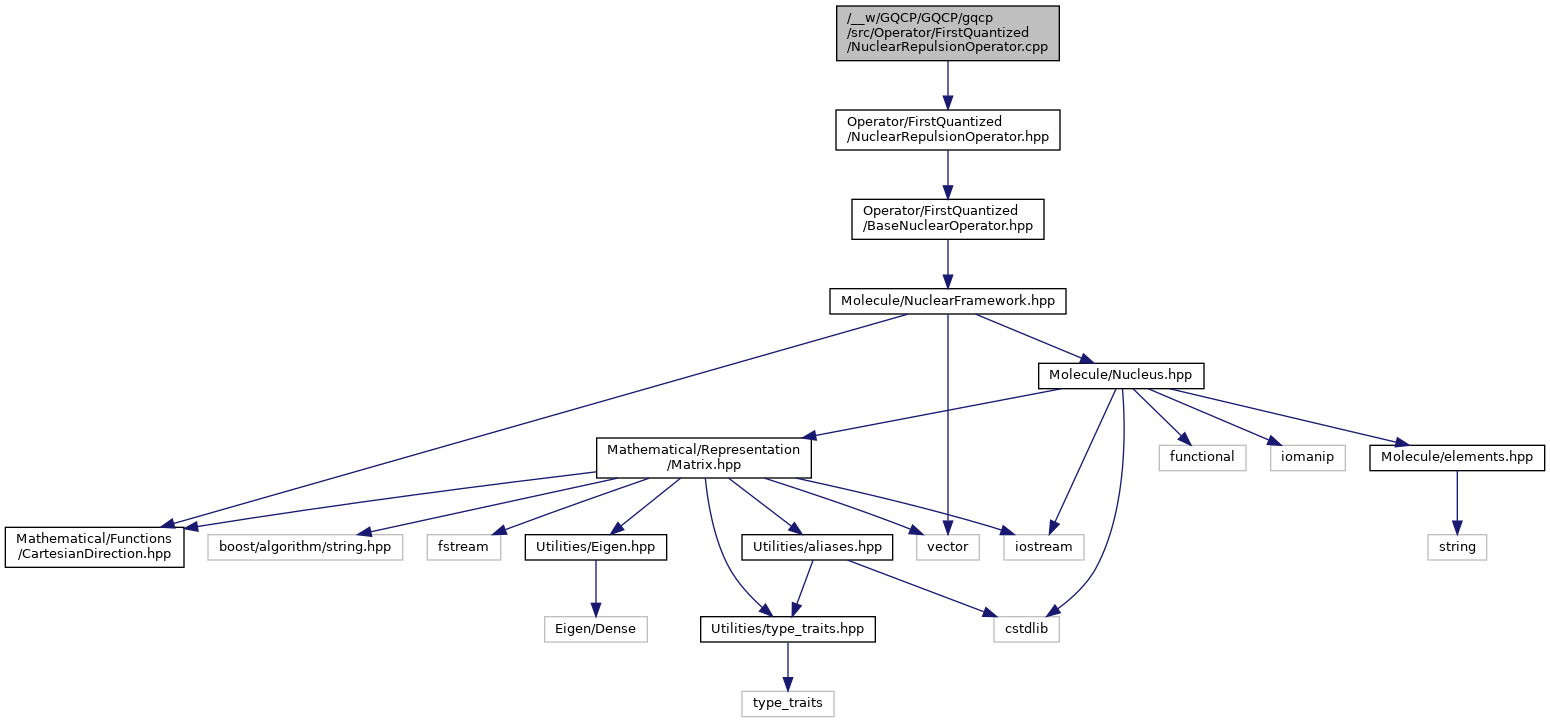 /__w/GQCP/GQCP/gqcp
/src/Operator/FirstQuantized
/NuclearRepulsionOperator.cpp
Operator/FirstQuantized
/NuclearRepulsionOperator.hpp
Operator/FirstQuantized
/BaseNuclearOperator.hpp
Molecule/NuclearFramework.hpp
Molecule/Nucleus.hpp
Mathematical/Representation
/Matrix.hpp
functional
iomanip
Molecule/elements.hpp
Mathematical/Functions
/CartesianDirection.hpp
boost/algorithm/string.hpp
fstream
Utilities/Eigen.hpp
Utilities/aliases.hpp
vector
iostream
string
Eigen/Dense
Utilities/type_traits.hpp
cstdlib
type_traits